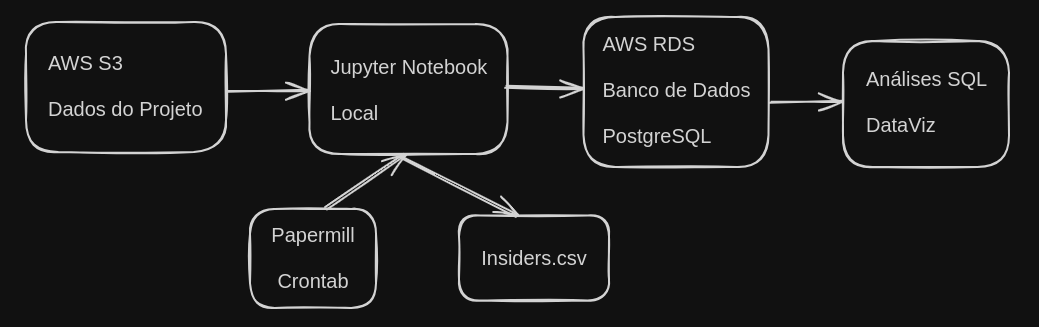 AWS S3
Dados do Projeto
Jupyter Notebook
Local
AWS RDS
Banco de Dados
PostgreSQL
Análises SQL
DataViz
Papermill
Crontab
Insiders.csv